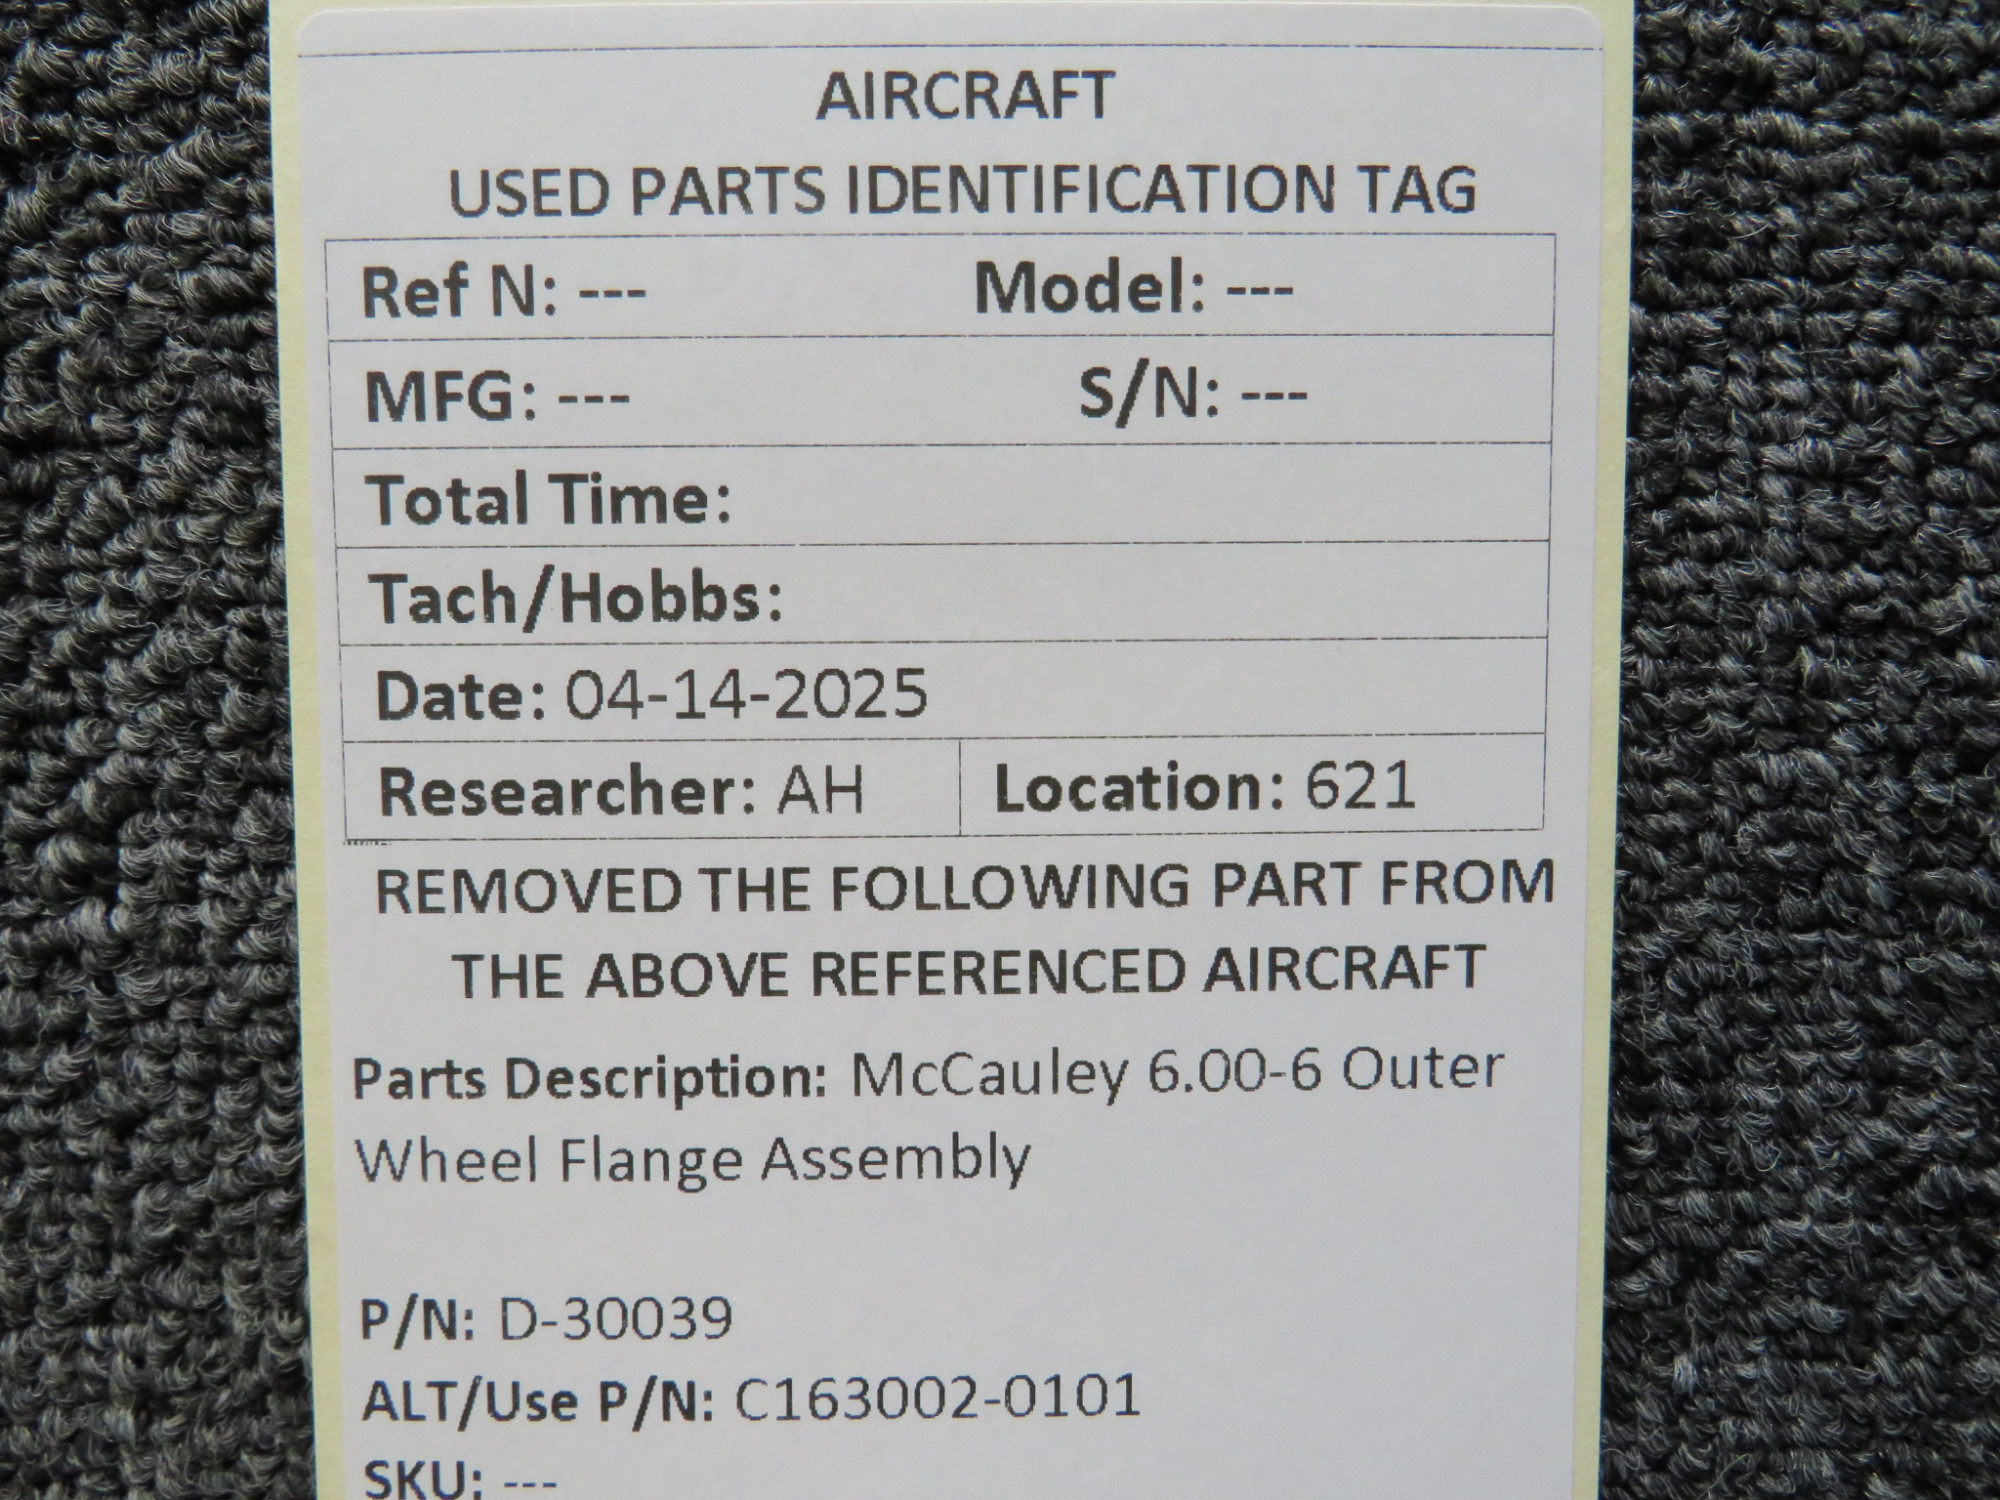 AIRCRAFT
USED PARTS IDENTIFICATION TAG
Ref N: --- Model: ---
MFG: --- S/N: ---
Total Time:
Tach/Hobbs:
Date: 04-14-2025
Researcher: AH Location: 621
REMOVED THE FOLLOWING PART FROM
THE ABOVE REFERENCED AIRCRAFT
Parts Description: McCauley 6.00-6 Outer
Wheel Flange Assembly
P/N: D-30039
ALT/Use P/N: C163002-0101
SKU: ---